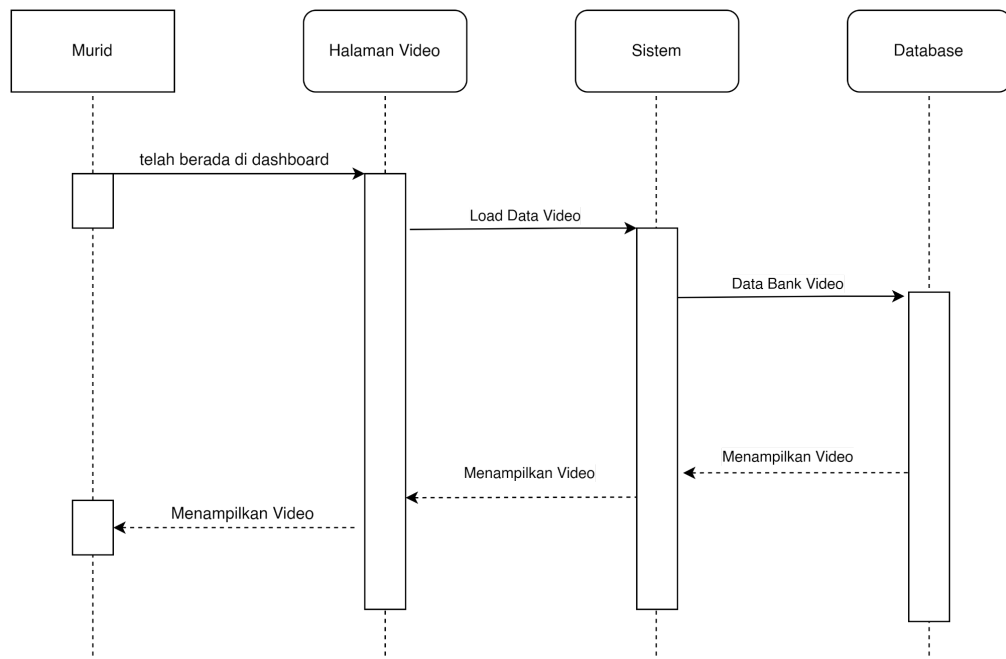 Murid
Halaman Video
Sistem
Database
telah berada di dashboard
Load Data Video
Data Bank Video
Menampilkan Video
Menampilkan Video
Menampilkan Video